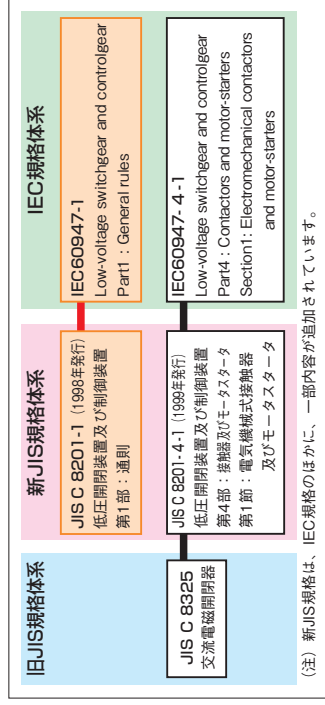 旧JIS規格体系
JIS C 8325
交流電磁開閉器
新JIS規格体系
JIS C 8201-1（1998年発行）
低圧開閉装置及び制御装置
第1部：通則
JIS C 8201-4-1（1999年発行）
低圧開閉装置及び制御装置
第4部：接触器及びモータスタータ
第1節：電気機械式接触器
及びモータスタータ
IEC規格体系
IEC60947-1
Low-voltage switchgear and controlgear
Part1：General rules
IEC60947-4-1
Low-voltage switchgear and controlgear
Part4：Contactors and motor-starters
Section1：Electromechanical contactors
and motor-starters
（注）新JIS規格は、IEC規格のほかに、一部内容が追加されています。